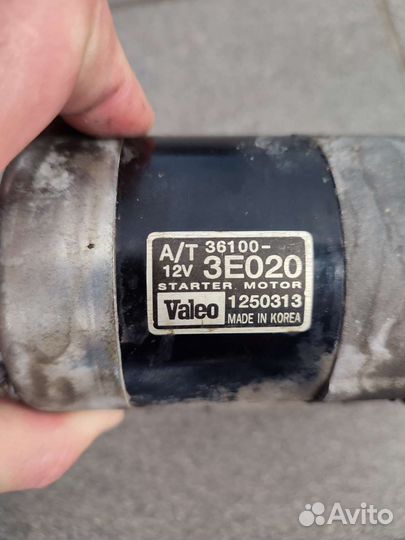 A/T 36100-
12V 3E020
STARTER MOTOR
Valeo 1250313
MADE IN KOREA
Avito